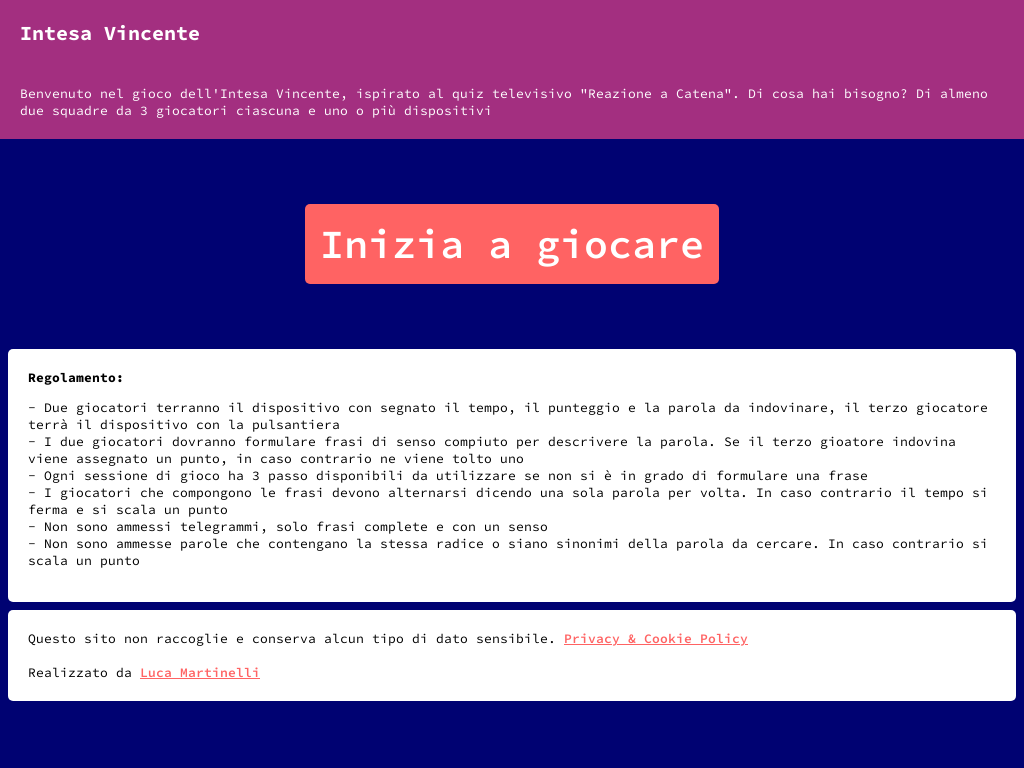 Intesa Vincente
Benvenuto nel gioco dell'Intesa Vincente, ispirato al quiz televisivo "Reazione a Catena". Di cosa hai bisogno? Di almeno
due squadre da 3 giocatori ciascuna e uno o più dispositivi
Inizia a giocare
Regolamento:
- Due giocatori terranno il dispositivo con segnato il tempo, il punteggio e la parola da indovinare, il terzo giocatore
terrà il dispositivo con la pulsantiera
- I due giocatori dovranno formulare frasi di senso compiuto per descrivere la parola. Se il terzo gioatore indovina
viene assegnato un punto, in caso contrario ne viene tolto uno
- Ogni sessione di gioco ha 3 passo disponibili da utilizzare se non si è in grado di formulare una frase
- I giocatori che compongono le frasi devono alternarsi dicendo una sola parola per volta. In caso contrario il tempo si
ferma e si scala un punto
- Non sono ammessi telegrammi, solo frasi complete e con un senso
- Non sono ammesse parole che contengano la stessa radice o siano sinonimi della parola da cercare. In caso contrario si
scala un punto
Questo sito non raccoglie e conserva alcun tipo di dato sensibile. Privacy & Cookie Policy
Realizzato da Luca Martinelli